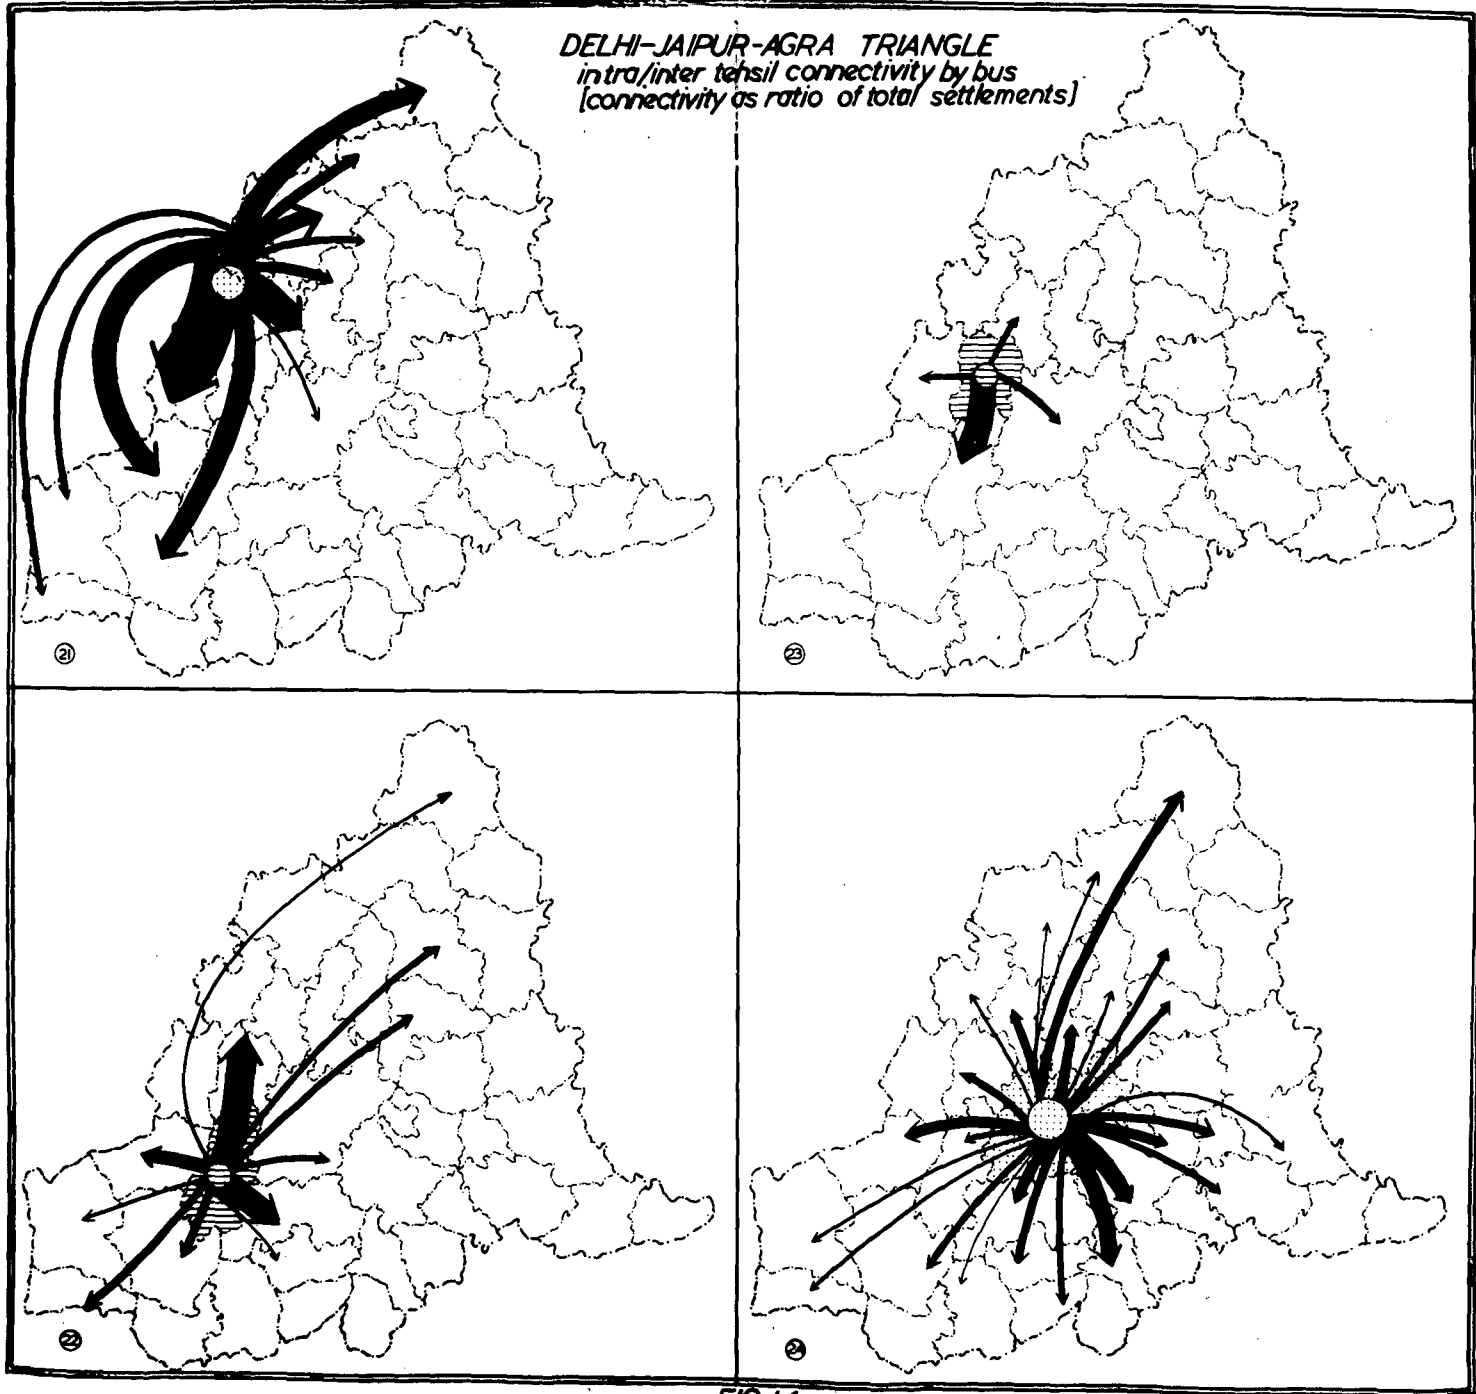 DELHI-JAIPUR-AGRA TRIANGLE
intra/inter tehsil connectivity by bus
[connectivity as ratio of total settlements]
21
23
22
24